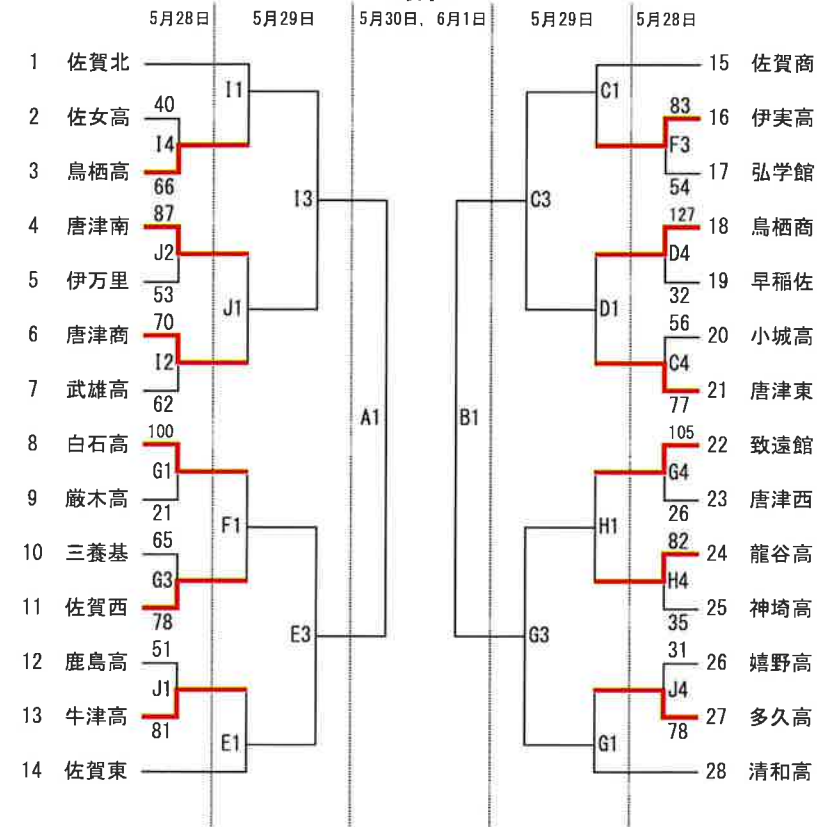 5月28日 5月29日 5月30日, 6月1日 5月29日 5月28日
1 佐賀北 15 佐賀商
I1 C1
40 83
2 佐女高 16 伊実高
I4 F3
3 鳥栖高 17 弘学館
66 54
I3 C3
87 127
4 唐津南 18 鳥栖商
J2 D4
5 伊万里 19 早稲佐
53 32
J1 D1
70 56
6 唐津商 20 小城高
I2 C4
7 武雄高 21 唐津東
62 77
A1 B1
100 105
8 白石高 22 致遠館
G1 G4
9 厳木高 23 唐津西
21 26
F1 H1
65 82
10 三養基 24 龍谷高
G3 H4
11 佐賀西 25 神埼高
78 35
E3 G3
51 31
12 鹿島高 26 嬉野高
J1 J4
13 牛津高 27 多久高
81 78
E1 G1
14 佐賀東 28 清和高